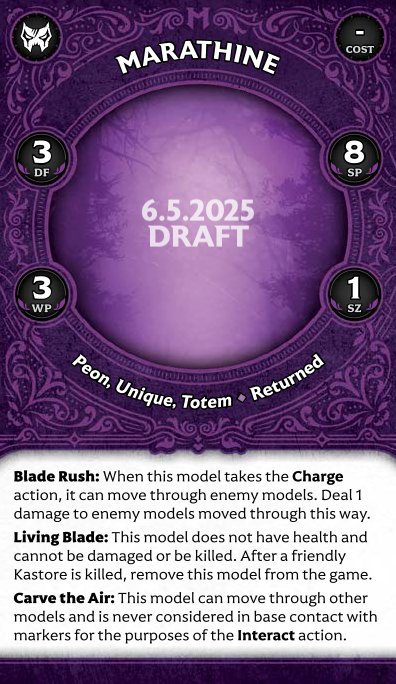 -
COST
MARATHINE
3
DF
8
SP
6.5.2025
DRAFT
3
WP
1
SZ
Peon, Unique, Totem ◆ Returned
Blade Rush: When this model takes the Charge
action, it can move through enemy models. Deal 1
damage to enemy models moved through this way.
Living Blade: This model does not have health and
cannot be damaged or be killed. After a friendly
Kastore is killed, remove this model from the game.
Carve the Air: This model can move through other
models and is never considered in base contact with
markers for the purposes of the Interact action.